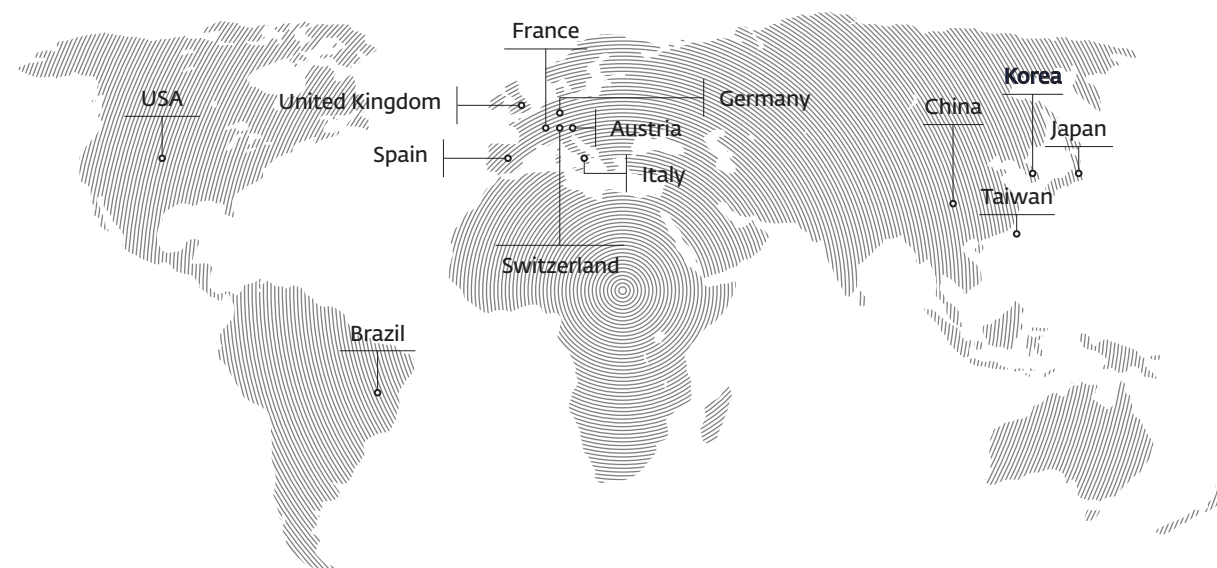 France
Korea
USA
United Kingdom
Germany
China
Austria
Japan
Spain
Italy
Taiwan
Switzerland
Brazil